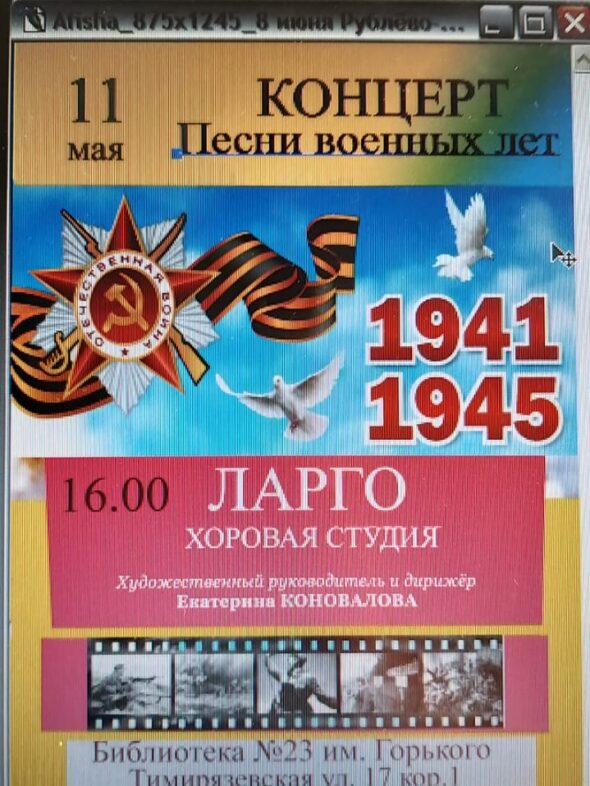 Afisha_875x1245_8 июня Рублёво-...
11
мая
КОНЦЕРТ
Песни военных лет
ОТЕЧЕСТВЕННАЯ ВОЙНА
1941
1945
16.00
ЛАРГО
ХОРОВАЯ СТУДИЯ
Художественный руководитель и дирижёр
Екатерина КОНОВАЛОВА
Библиотека №23 им. Горького
Тимирязевская ул. 17 кор.1